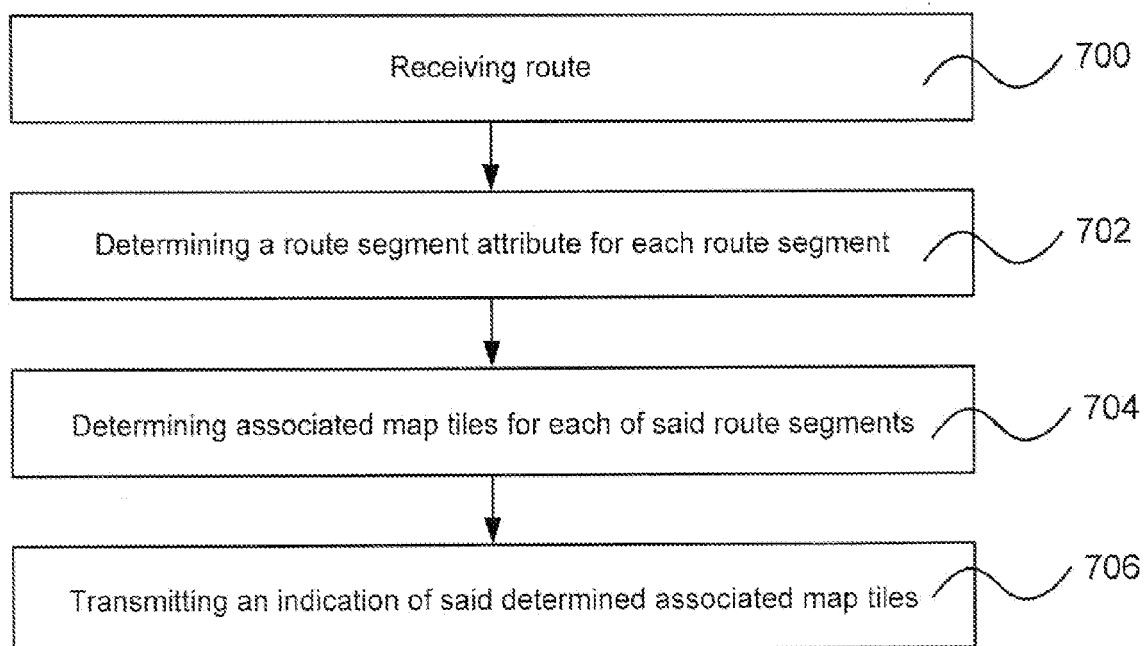 Receiving route
700
Determining a route segment attribute for each route segment
702
Determining associated map tiles for each of said route segments
704
Transmitting an indication of said determined associated map tiles
706